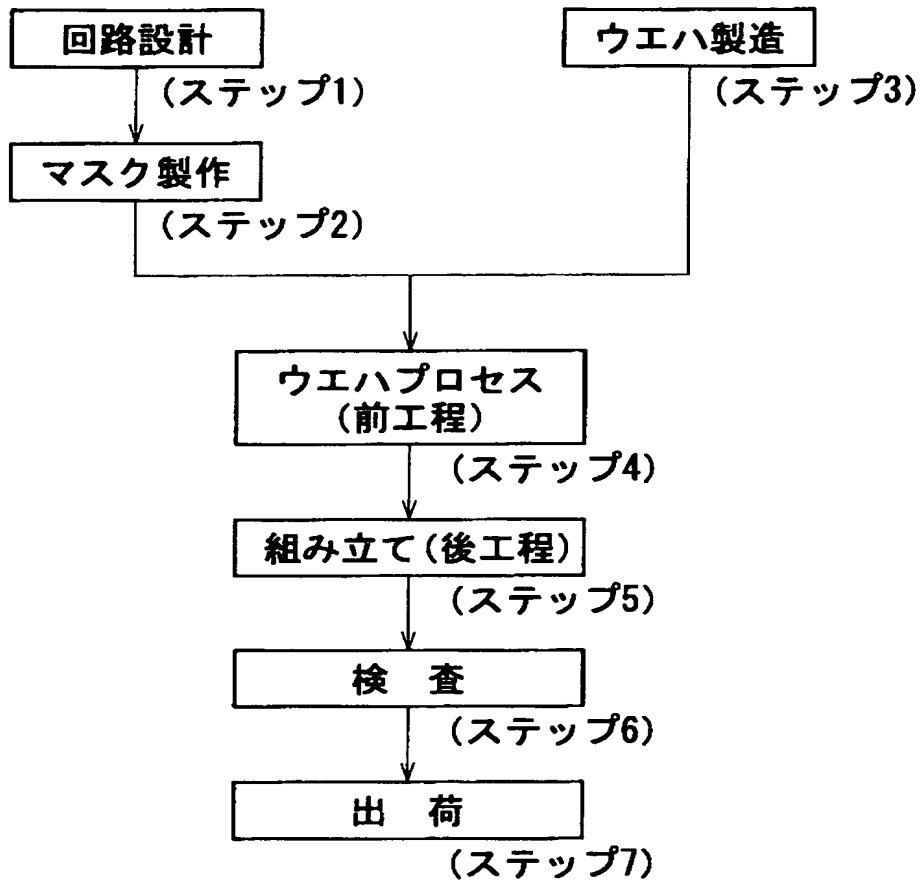 回路設計
(ステップ1)
マスク製作
(ステップ2)
ウエハ製造
(ステップ3)
ウエハプロセス
(前工程)
(ステップ4)
組み立て(後工程)
(ステップ5)
検 査
(ステップ6)
出 荷
(ステップ7)